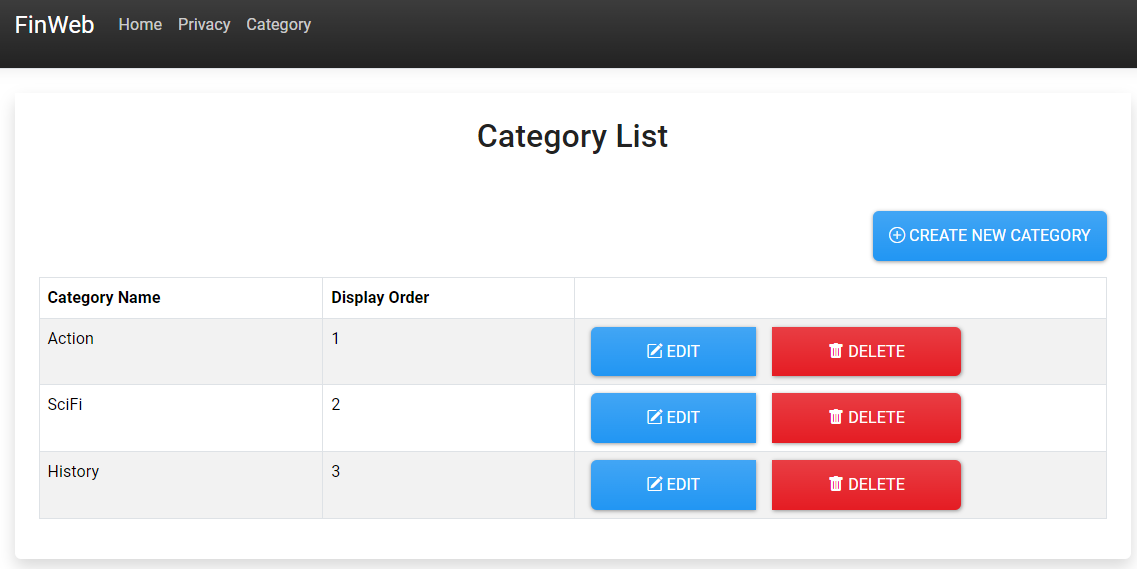 FinWeb Home Privacy Category
Category List
CREATE NEW CATEGORY
Category Name Display Order
Action 1 EDIT DELETE
SciFi 2 EDIT DELETE
History 3 EDIT DELETE